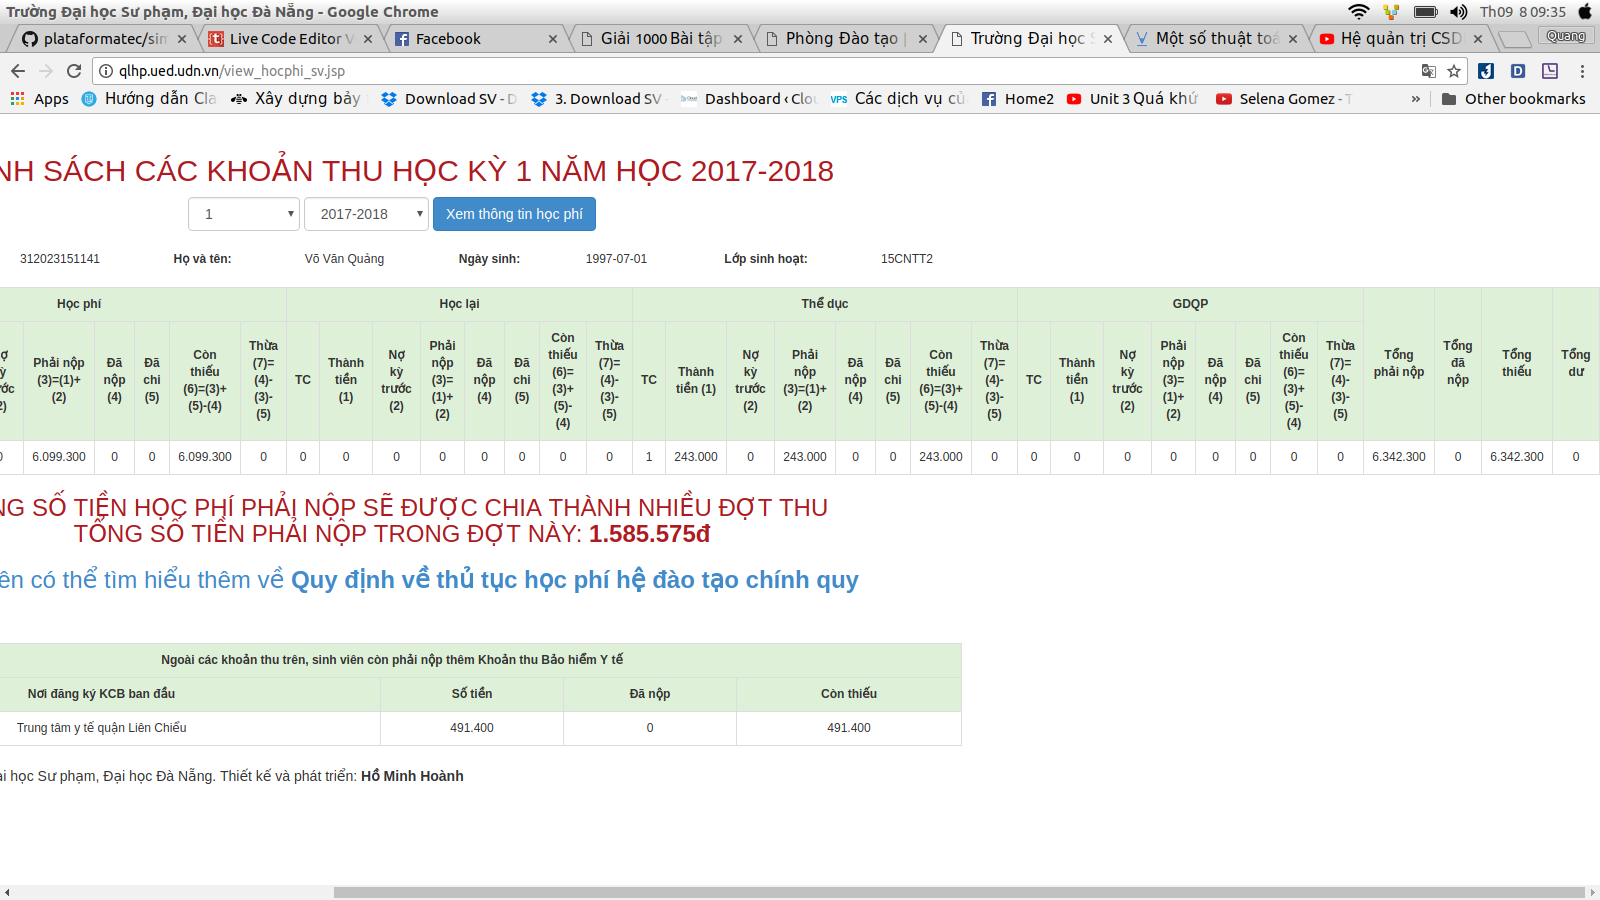 Trường Đại học Sư phạm, Đại học Đà Nẵng - Google Chrome
Th09 8 09:35
plataformatec/sim
Live Code Editor V
Facebook
Giải 1000 Bài tập
Phòng Đào tạo |
Trường Đại học S
Một số thuật toá
Hệ quản trị CSD
Quang
qlhp.ued.udn.vn/view_hocphi_sv.jsp
Apps
Hướng dẫn Cla
Xây dựng bảy
Download SV - D
3. Download SV
Dashboard ‹ Clou
VPS Các dịch vụ củ
Home2
Unit 3 Quá khứ
Selena Gomez - T
»
Other bookmarks
NH SÁCH CÁC KHOẢN THU HỌC KỲ 1 NĂM HỌC 2017-2018
1 2017-2018 Xem thông tin học phí
312023151141 Họ và tên: Võ Văn Quảng Ngày sinh: 1997-07-01 Lớp sinh hoạt: 15CNTT2
Học phí Học lại Thể dục GDQP
Phải nộp (3)=(1)+(2) Đã nộp (4) Đã chi (5) Còn thiếu (6)=(3)+(5)-(4) Thừa (7)=(4)-(3)-(5) TC Thành tiền (1) Nợ kỳ trước (2) Phải nộp (3)=(1)+(2) Đã nộp (4) Đã chi (5) Còn thiếu (6)=(3)+(5)-(4) Thừa (7)=(4)-(3)-(5) TC Thành tiền (1) Nợ kỳ trước (2) Phải nộp (3)=(1)+(2) Đã nộp (4) Đã chi (5) Còn thiếu (6)=(3)+(5)-(4) Thừa (7)=(4)-(3)-(5) TC Thành tiền (1) Nợ kỳ trước (2) Phải nộp (3)=(1)+(2) Đã nộp (4) Đã chi (5) Còn thiếu (6)=(3)+(5)-(4) Thừa (7)=(4)-(3)-(5) Tổng phải nộp Tổng đã nộp Tổng thiếu Tổng dư
0 6.099.300 0 0 6.099.300 0 0 0 0 0 0 0 0 0 1 243.000 0 243.000 0 0 243.000 0 0 0 0 0 0 0 0 0 6.342.300 0 6.342.300 0
NG SỐ TIỀN HỌC PHÍ PHẢI NỘP SẼ ĐƯỢC CHIA THÀNH NHIỀU ĐỢT THU
TỔNG SỐ TIỀN PHẢI NỘP TRONG ĐỢT NÀY: 1.585.575đ
ên có thể tìm hiểu thêm về Quy định về thủ tục học phí hệ đào tạo chính quy
Ngoài các khoản thu trên, sinh viên còn phải nộp thêm Khoản thu Bảo hiểm Y tế
Nơi đăng ký KCB ban đầu Số tiền Đã nộp Còn thiếu
Trung tâm y tế quận Liên Chiểu 491.400 0 491.400
ại học Sư phạm, Đại học Đà Nẵng. Thiết kế và phát triển: Hồ Minh Hoành